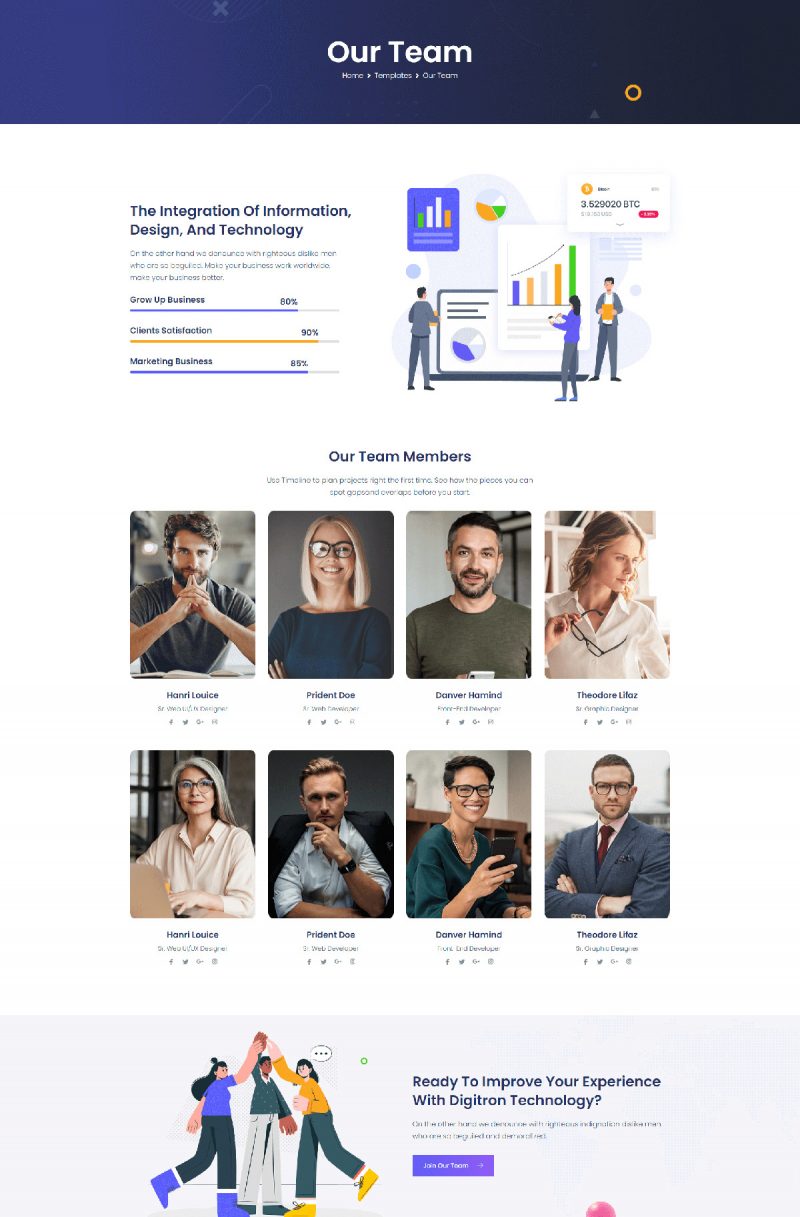 Our Team
Home > Templates > Our Team
Bitcoin
3.529020 BTC
$19.153 USD
The Integration Of Information,
Design, And Technology
On the other hand we denounce with righteous dislike men
who are so beguiled. Make your business work worldwide,
make your business better.
Grow Up Business 80%
Clients Satisfaction 90%
Marketing Business 85%
Our Team Members
Use Timeline to plan projects right the first time. See how the pieces you can
spot gapsand over aps before you start.
Hanri Louice Prident Doe Danver Hamind Theodore Lifaz
Sr. Web UI/UX Designer Sr. Web Developer Front-End Developer Sr. Graphic Designer
Hanri Louice Prident Doe Danver Hamind Theodore Lifaz
Sr. Web UI/UX Designer Sr. Web Developer Front-End Developer Sr. Graphic Designer
Ready To Improve Your Experience
With Digitron Technology?
On the other hand we denounce with righteous indignation dislike men
who are so beguiled and demoralized.
Join Our Team